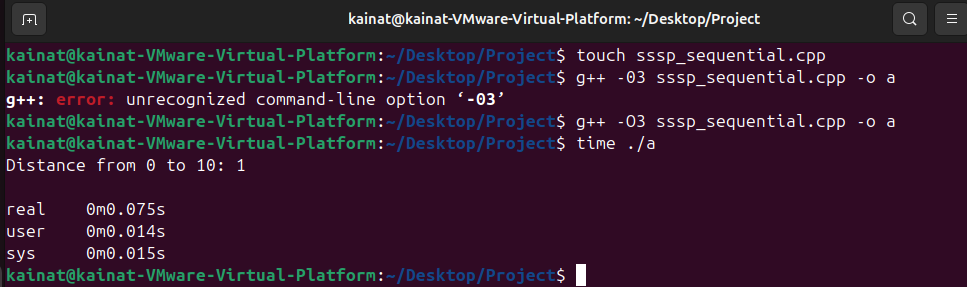 kainat@kainat-VMware-Virtual-Platform: ~/Desktop/Project
kainat@kainat-VMware-Virtual-Platform:~/Desktop/Project$ touch sssp_sequential.cpp
kainat@kainat-VMware-Virtual-Platform:~/Desktop/Project$ g++ -03 sssp_sequential.cpp -o a
g++: error: unrecognized command-line option ‘-03’
kainat@kainat-VMware-Virtual-Platform:~/Desktop/Project$ g++ -O3 sssp_sequential.cpp -o a
kainat@kainat-VMware-Virtual-Platform:~/Desktop/Project$ time ./a
Distance from 0 to 10: 1
real 0m0.075s
user 0m0.014s
sys 0m0.015s
kainat@kainat-VMware-Virtual-Platform:~/Desktop/Project$